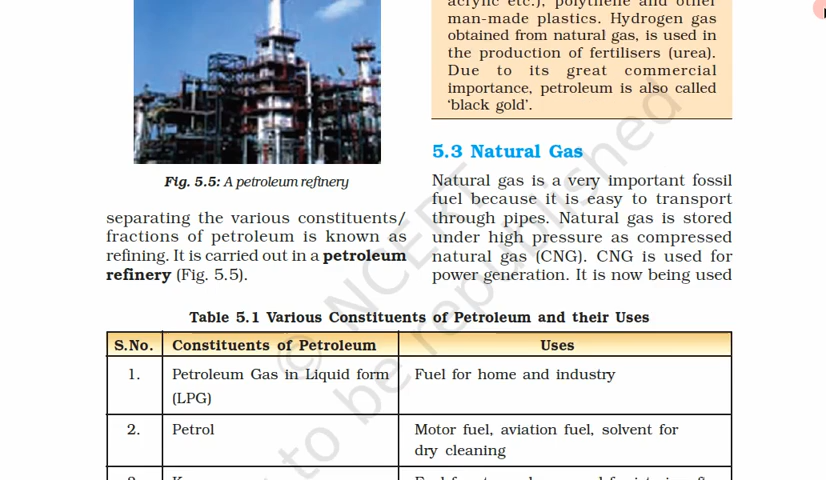 acrylic etc.), polythene and other
man-made plastics. Hydrogen gas
obtained from natural gas, is used in
the production of fertilisers (urea).
Due to its great commercial
importance, petroleum is also called
'black gold'.
Fig. 5.5: A petroleum refinery
separating the various constituents/
fractions of petroleum is known as
refining. It is carried out in a petroleum
refinery (Fig. 5.5).
5.3 Natural Gas
Natural gas is a very important fossil
fuel because it is easy to transport
through pipes. Natural gas is stored
under high pressure as compressed
natural gas (CNG). CNG is used for
power generation. It is now being used
Table 5.1 Various Constituents of Petroleum and their Uses
S.No. Constituents of Petroleum Uses
1. Petroleum Gas in Liquid form Fuel for home and industry
(LPG)
2. Petrol Motor fuel, aviation fuel, solvent for
dry cleaning
© NCERT
to be republished